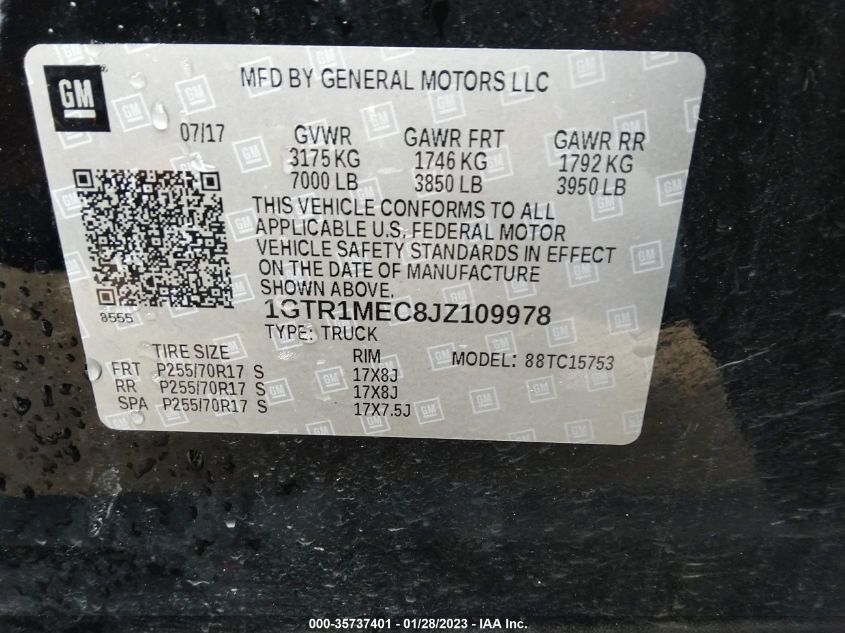 GM
MFD BY GENERAL MOTORS LLC
07/17 GVWR GAWR FRT GAWR RR
3175 KG 1746 KG 1792 KG
7000 LB 3850 LB 3950 LB
THIS VEHICLE CONFORMS TO ALL
APPLICABLE U.S. FEDERAL MOTOR
VEHICLE SAFETY STANDARDS IN EFFECT
ON THE DATE OF MANUFACTURE
SHOWN ABOVE.
8555
1GTR1MEC8JZ109978
TYPE: TRUCK
TIRE SIZE RIM MODEL: 88TC15753
FRT P255/70R17 S 17X8J
RR P255/70R17 S 17X8J
SPA P255/70R17 S 17X7.5J
000-35737401 — 01/28/2023 — IAA Inc.